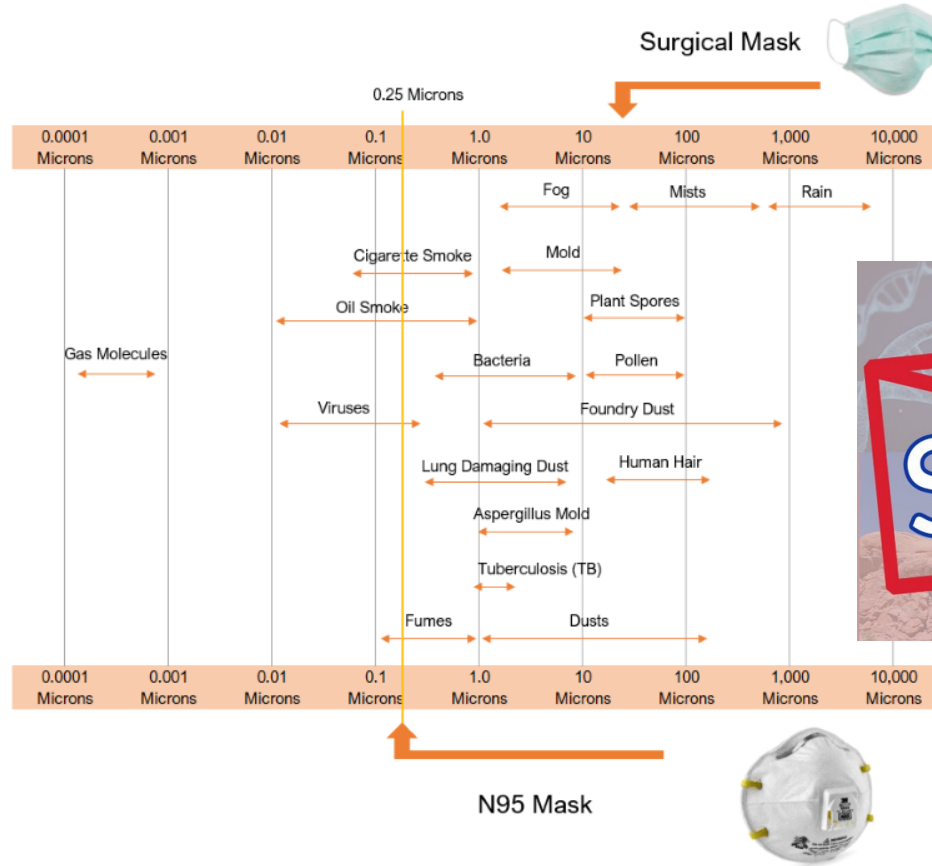 Surgical Mask
0.25 Microns
0.0001 0.001 0.01 0.1 1.0 10 100 1,000 10,000
Microns Microns Microns Microns Microns Microns Microns Microns Microns
Fog Mists Rain
Cigarette Smoke Mold
Oil Smoke Plant Spores
Gas Molecules Bacteria Pollen
Viruses Foundry Dust
Lung Damaging Dust Human Hair
Aspergillus Mold
Tuberculosis (TB)
Fumes Dusts
0.0001 0.001 0.01 0.1 1.0 10 100 1,000 10,000
Microns Microns Microns Microns Microns Microns Microns Microns Microns
N95 Mask